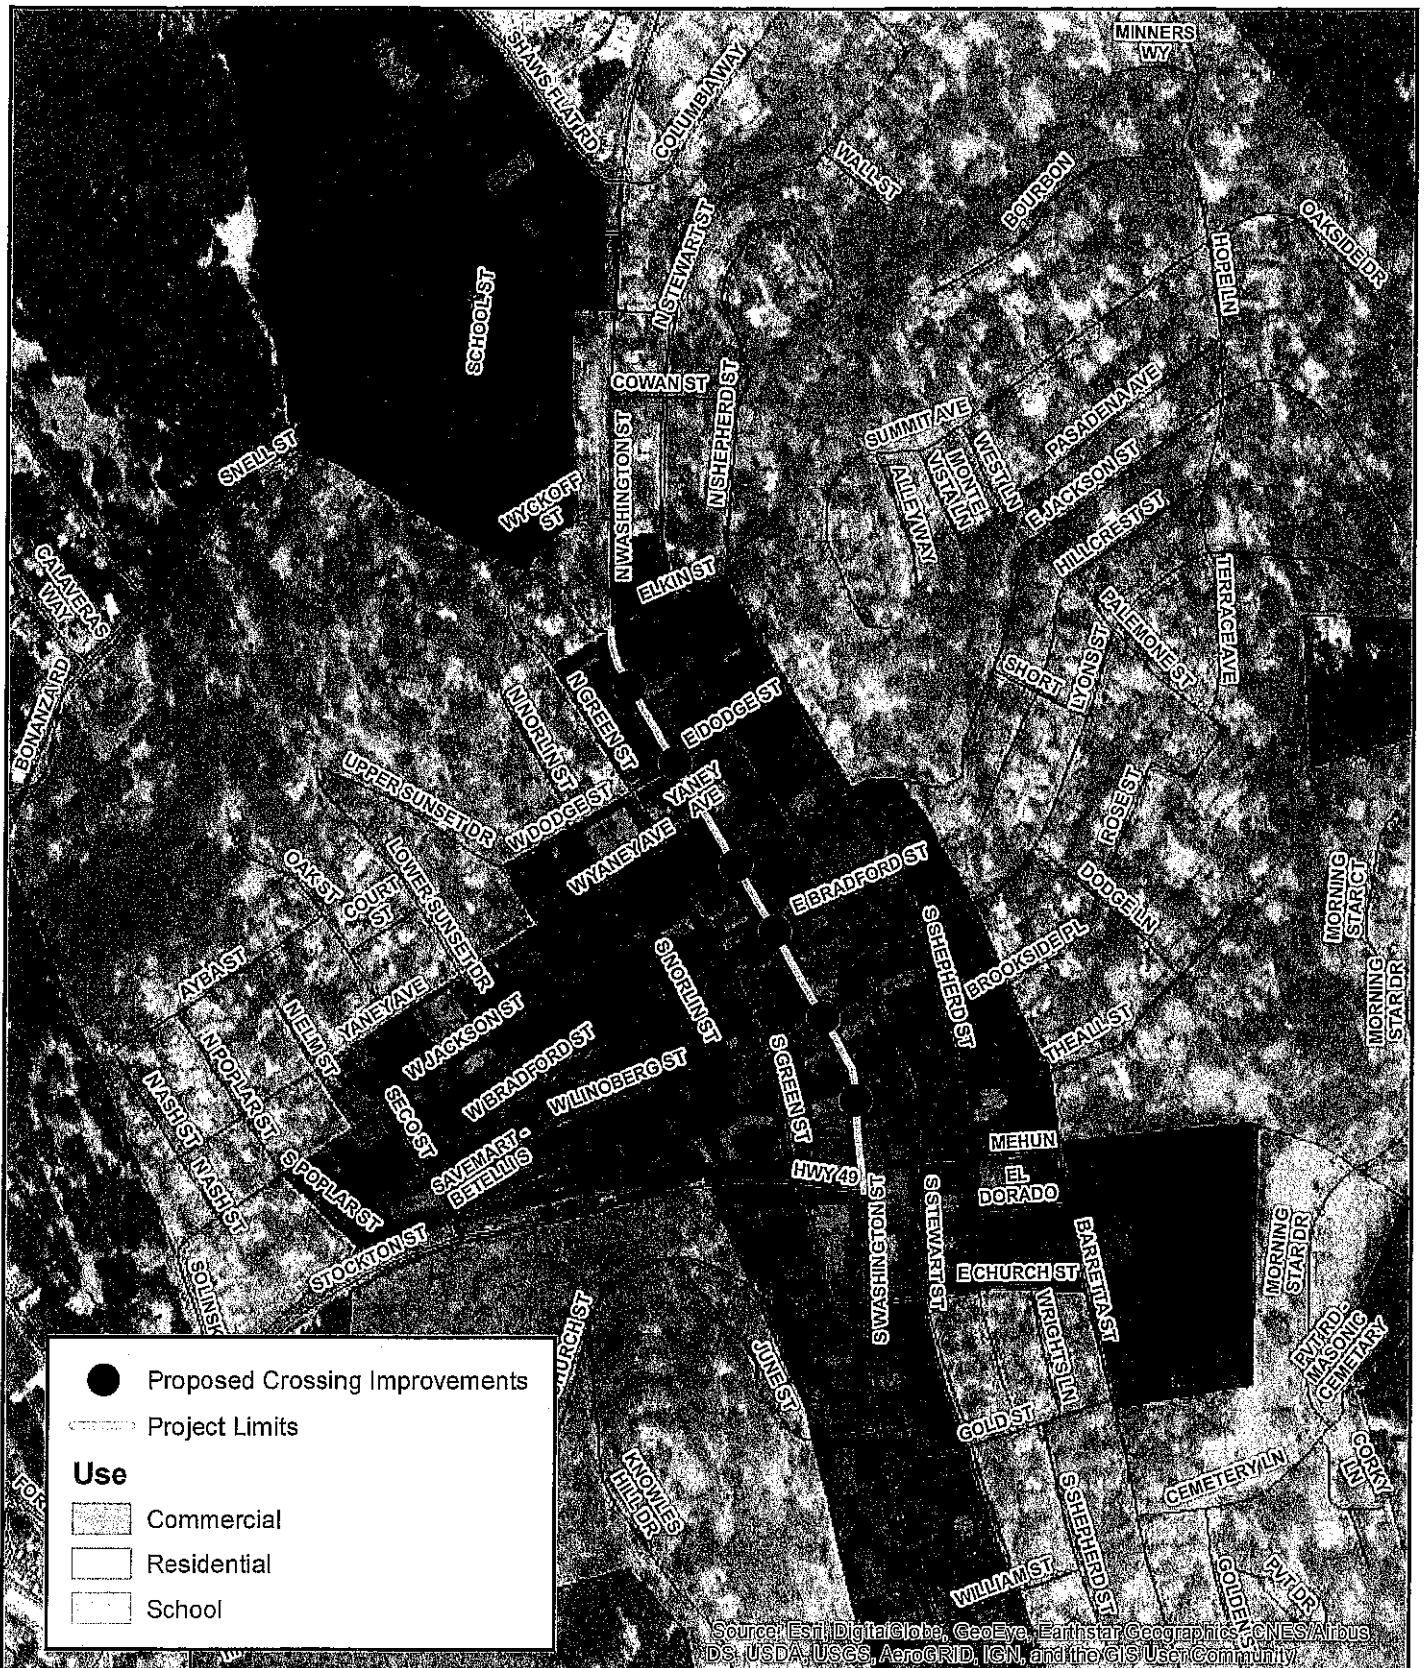 MINNERS
WY
SHAWS FLAT RD
COLUMBIA WAY
WALL ST
BOURBON
OAKSIDE DR
HOPE LN
N STEWART ST
SCHOOL ST
COWAN ST
N SHEPHERD ST
PASADENA AVE
SUMMIT AVE
WEST LN
MONTE
VISTA LN
ALLEYWAY
E JACKSON ST
SNELL ST
N WASHINGTON ST
WYCKOFF
ST
HILLCREST ST
ELKIN ST
CALAVERAS
WAY
TERRACE AVE
PALEMONE ST
LYONS ST
SHORT
BONANZA RD
N GREEN ST
N NORLIN ST
E DODGE ST
UPPER SUNSET DR
W DODGE ST
YANEY
AVE
W YANEY AVE
ROSE ST
OAK ST
COURT
ST
LOWER SUNSET DR
E BRADFORD ST
DODGE LN
MORNING
STAR CT
S SHEPHERD ST
BROOKSIDE PL
AYBA ST
YANEY AVE
S NORLIN ST
MORNING
STAR DR
N ELM ST
N POPLAR ST
W JACKSON ST
W BRADFORD ST
W LINOBERG ST
S GREEN ST
THEALL ST
NASH ST
SECO ST
MEHUN
SAVEMART -
BETELLI S
HWY 49
EL
DORADO
NASH ST
S POPLAR ST
S WASHINGTON ST
S STEWART ST
BARRETTA ST
MORNING
STAR DR
STOCKTON ST
E CHURCH ST
SOLINSK
WRIGHTS LN
PVT RD -
MASONIC
CEMETARY
HURCH ST
JUNE ST
GOLD ST
CORKY
LN
CEMETERY LN
KNOWLES
HILL DR
S SHEPHERD ST
WILLIAM ST
GOLDEN S
PVT DR
FOR
Proposed Crossing Improvements
Project Limits
Use
Commercial
Residential
School
Source: Esri, DigitalGlobe, GeoEye, Earthstar Geographics, CNES/Airbus
DS, USDA, USGS, AeroGRID, IGN, and the GIS User Community